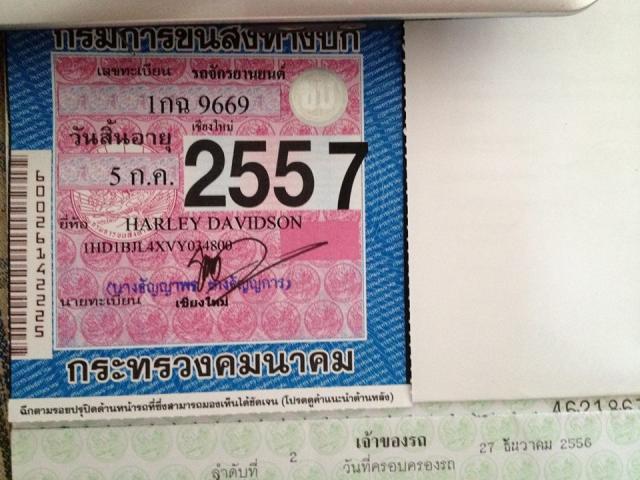 กรมการขนส่งทางบก
เลขทะเบียน รถจักรยานยนต์
1กฉ 9669
เชียงใหม่
วันสิ้นอายุ
5 ก.ค. 2557
ยี่ห้อ HARLEY DAVIDSON
1HD1BJL4XVY034800
(นางธัญญาพร
นายทะเบียน เชียงใหม่
กระทรวงคมนาคม
ฉีกตามรอยปรุปิดด้านหน้ารถที่ซึ่งสามารถมองเห็นได้ชัดเจน (โปรดดูคำแนะนำด้านหลัง)
60026142225
4621867
เจ้าของรถ
ลำดับที่ 2 วันที่ครอบครองรถ 27 ธันวาคม 2556